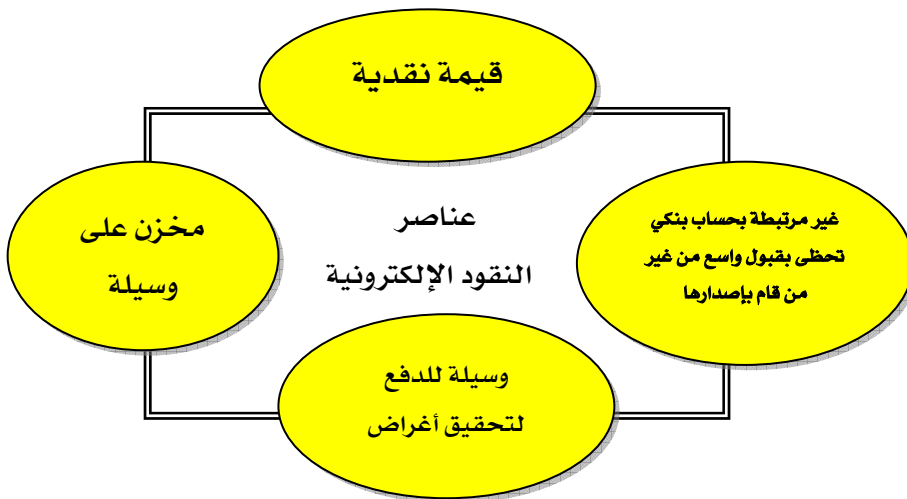 قيمة نقدية
غير مرتبطة بحساب بنكي
تحظى بقبول واسع من غير
من قام بإصدارها
عناصر
النقود الإلكترونية
مخزن على
وسيلة
وسيلة للدفع
لتحقيق أغراض